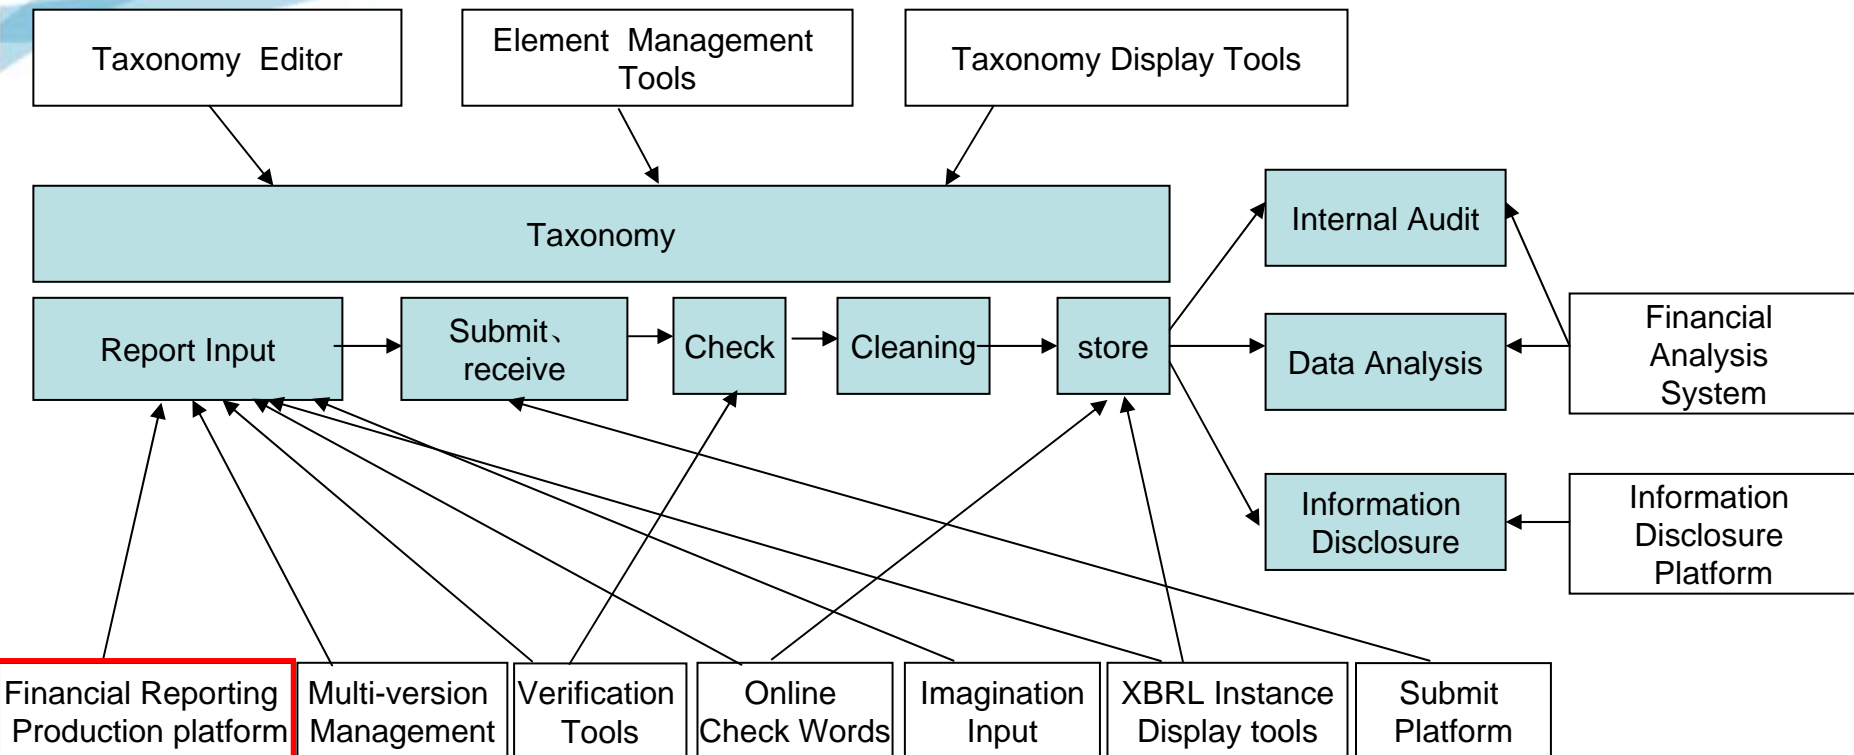 Taxonomy Editor
Element Management
Tools
Taxonomy Display Tools
Taxonomy
Internal Audit
Report Input
Submit、
receive
Check
Cleaning
store
Data Analysis
Financial
Analysis
System
Information
Disclosure
Information
Disclosure
Platform
Financial Reporting
Production platform
Multi-version
Management
Verification
Tools
Online
Check Words
Imagination
Input
XBRL Instance
Display tools
Submit
Platform